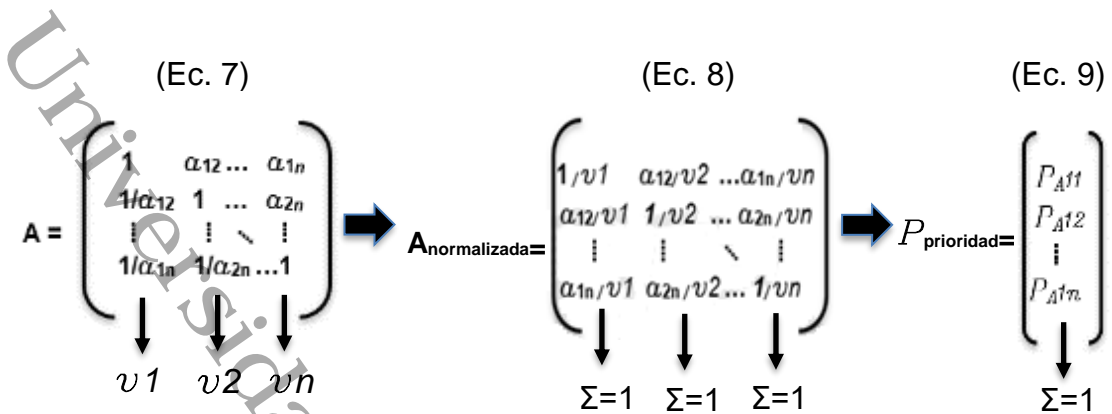 (Ec. 7) (Ec. 8) (Ec. 9)
A =
1 α12 ... α1n
1/α12 1 ... α2n
⋮ ⋮ ⋱ ⋮
1/α1n 1/α2n ...1
υ1 υ2 υn
Anormalizada=
1/υ1 α12/υ2 ...α1n/υn
α12/υ1 1/υ2 ... α2n/υn
⋮ ⋮ ⋱ ⋮
α1n/υ1 α2n/υ2... 1/υn
Σ=1 Σ=1 Σ=1
Pprioridad=
PA11
PA12
⋮
PA1n
Σ=1
Universida